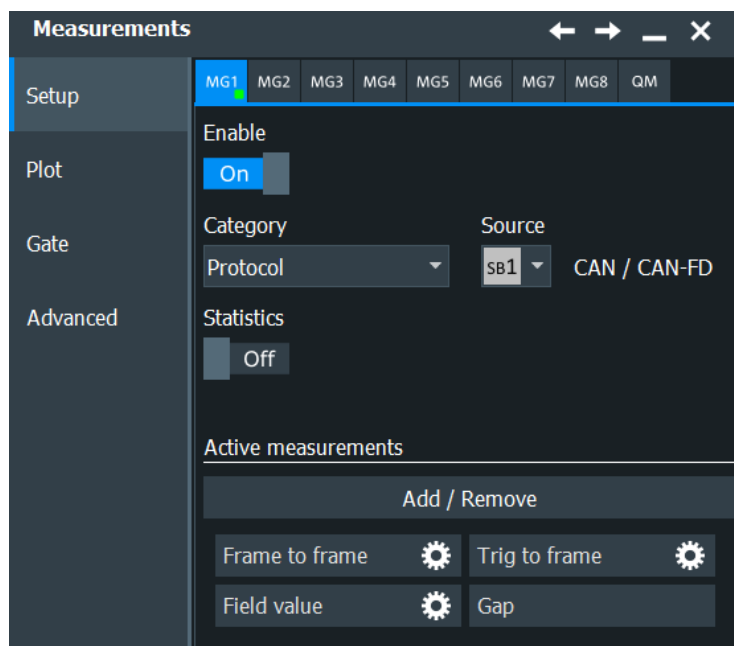 Measurements
Setup
Plot
Gate
Advanced
MG1 MG2 MG3 MG4 MG5 MG6 MG7 MG8 QM
Enable
On
Category Source
Protocol SB1 CAN / CAN-FD
Statistics
Off
Active measurements
Add / Remove
Frame to frame Trig to frame
Field value Gap